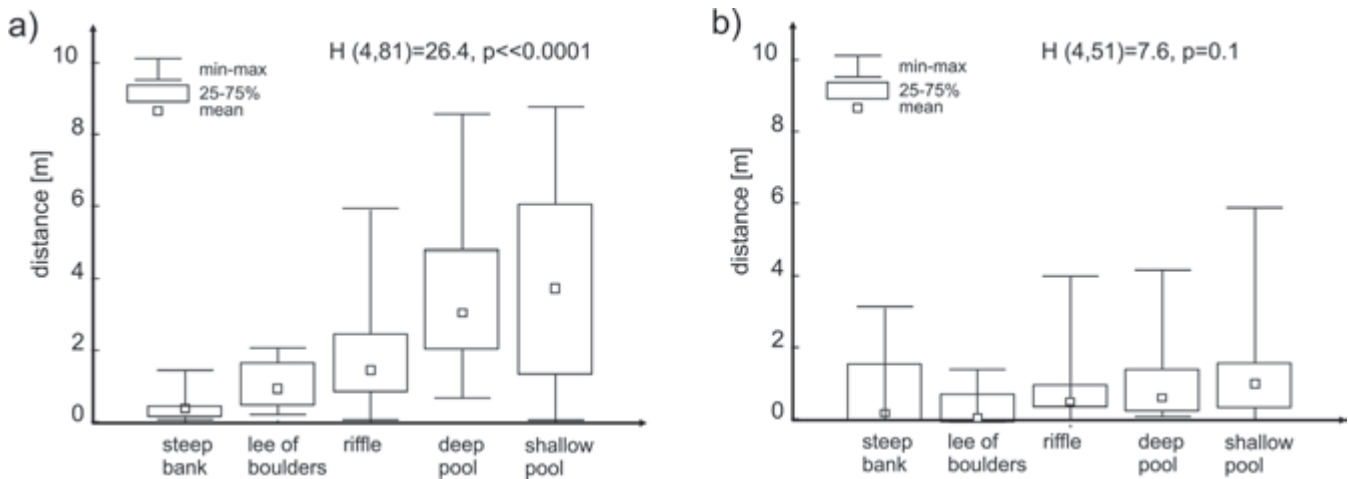 a)
H (4,81)=26.4, p<<0.0001
min-max
25-75%
mean
distance [m]
10
8
6
4
2
0
steep bank
lee of boulders
riffle
deep pool
shallow pool
b)
H (4,51)=7.6, p=0.1
min-max
25-75%
mean
distance [m]
10
8
6
4
2
0
steep bank
lee of boulders
riffle
deep pool
shallow pool